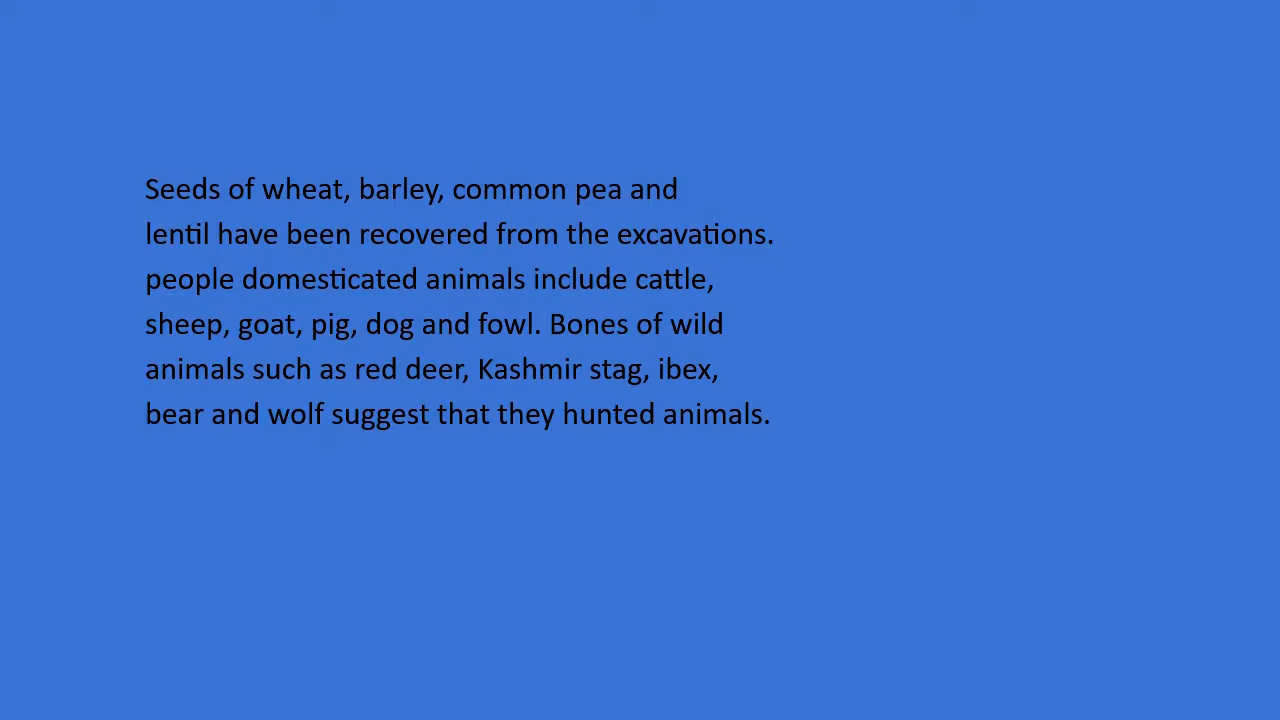 Seeds of wheat, barley, common pea and
lentil have been recovered from the excavations.
people domesticated animals include cattle,
sheep, goat, pig, dog and fowl. Bones of wild
animals such as red deer, Kashmir stag, ibex,
bear and wolf suggest that they hunted animals.